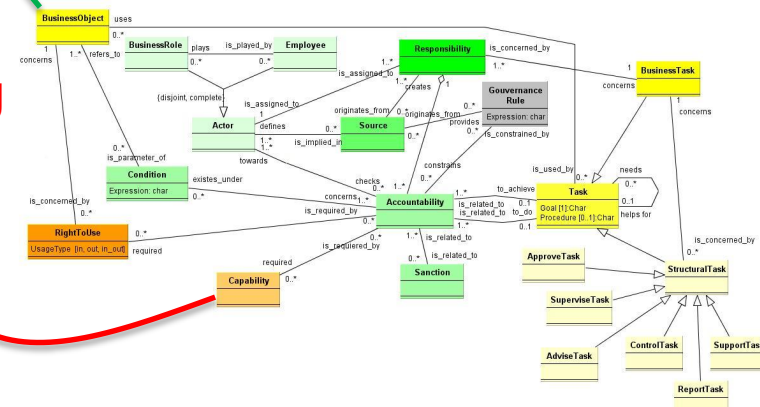 BusinessObject
uses
0..*
1
1..*
refers_to
concerns
BusinessRole
plays
is_played_by
Employee
0..*
0..*
{disjoint, complete}
Responsibility
is_concerned_by
1..*
1..*
1
BusinessTask
concerns
1
concerns
is_assigned_to
creates
is_assigned_to
1
originates_from
0..*
originates_from
0..*
Gouvernance
Rule
Expression: char
Actor
defines
0..*
Source
1..*
is_implied_in
0..*
provides
0..*
is_constrained_by
1..*
towards
0..*
is_parameter_of
Condition
existes_under
Expression: char
0..*
checks
0..*
1..*
constrains
0..*
concerns
1..*
is_required_by
0..*
Accountability
1..*
to_achieve
is_related_to
0..1
is_related_to
to_do
1..*
0..1
is_used_by
0..*
Task
Goal [1]:Char
Procedure [0..1]:Char
needs
0..*
0..1
helps for
is_concerned_by
0..*
RightToUse
UsageType [in, out, in_out]
0..*
required
is_requiered_by
0..*
1..*
is_related_to
0..*
is_related_to
Sanction
required
Capability
0..*
is_concerned_by
0..*
ApproveTask
StructuralTask
SuperviseTask
AdviseTask
ControlTask
SupportTas
ReportTask